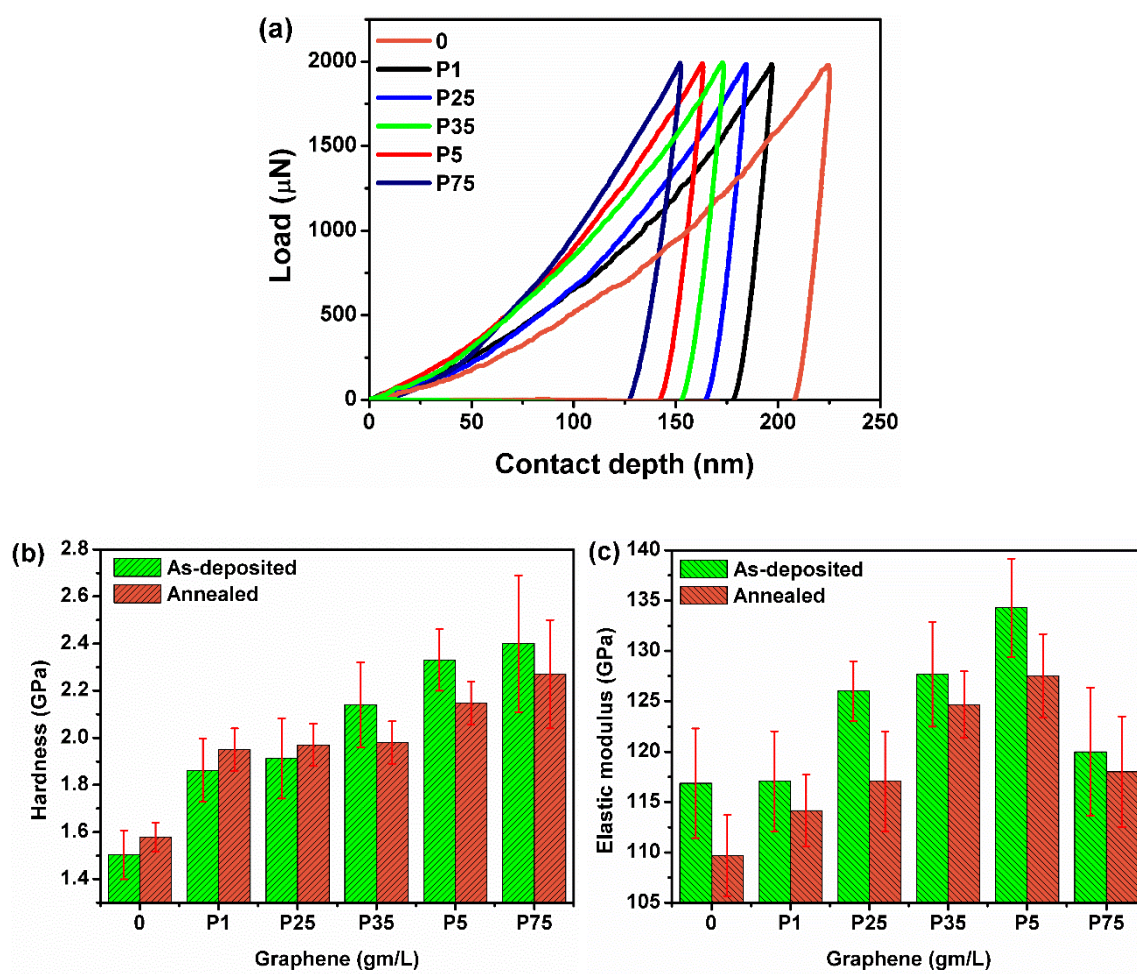 (a)
0
P1
P25
P35
P5
P75
Load (μN)
2000
1500
1000
500
0
0 50 100 150 200 250
Contact depth (nm)
(b)
As-deposited
Annealed
Hardness (GPa)
2.8
2.6
2.4
2.2
2.0
1.8
1.6
1.4
0 P1 P25 P35 P5 P75
Graphene (gm/L)
(c)
As-deposited
Annealed
Elastic modulus (GPa)
140
135
130
125
120
115
110
105
0 P1 P25 P35 P5 P75
Graphene (gm/L)